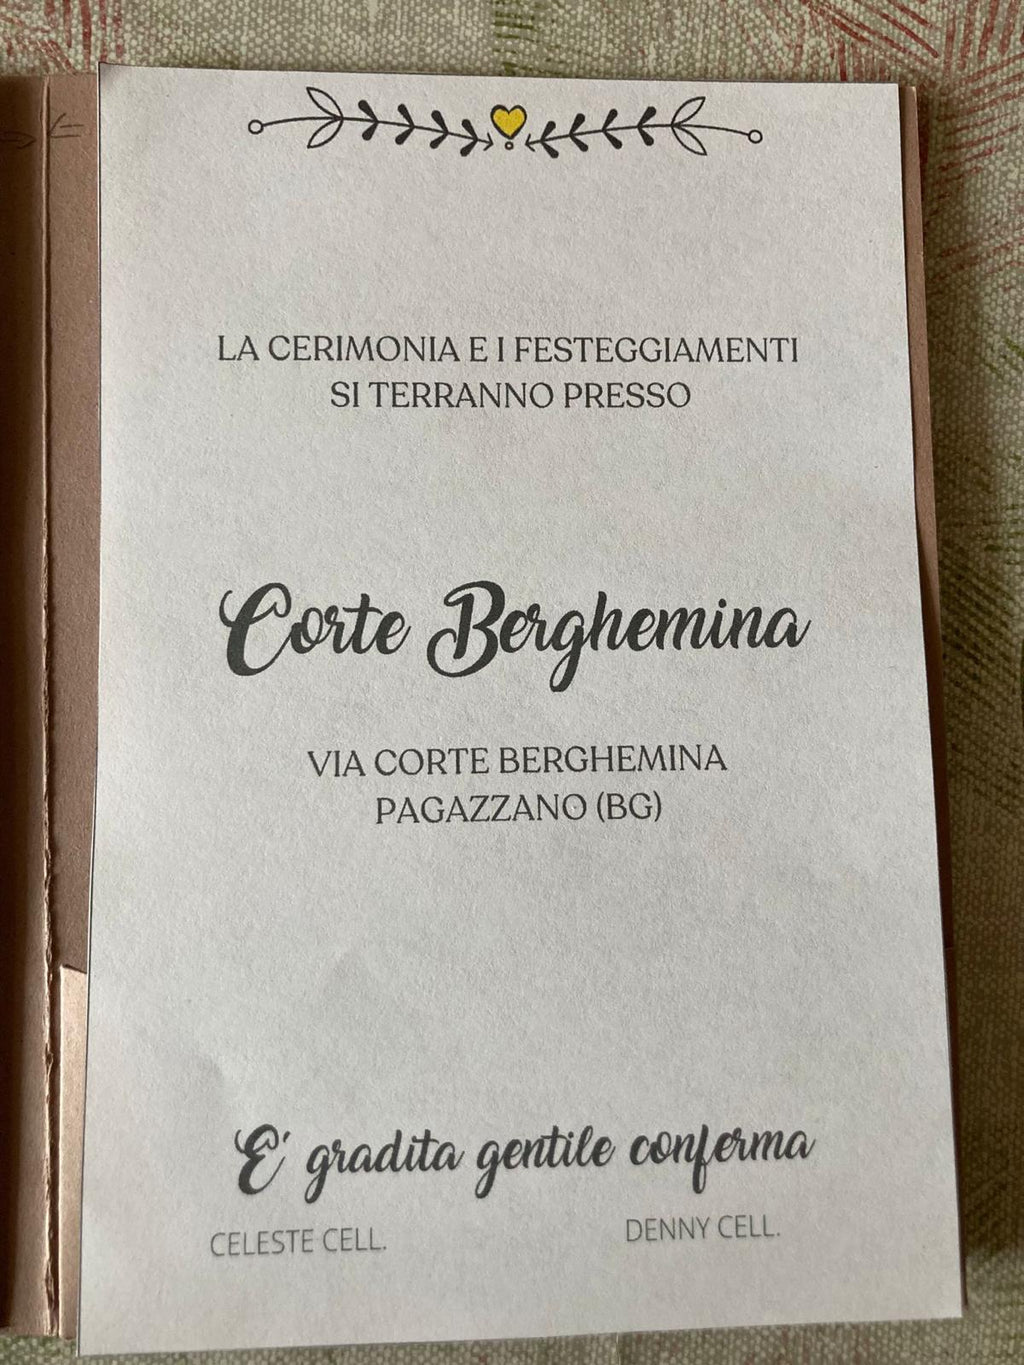 LA CERIMONIA E I FESTEGGIAMENTI
SI TERRANNO PRESSO
Corte Berghemina
VIA CORTE BERGHEMINA
PAGAZZANO (BG)
E' gradita gentile conferma
CELESTE CELL. DENNY CELL.